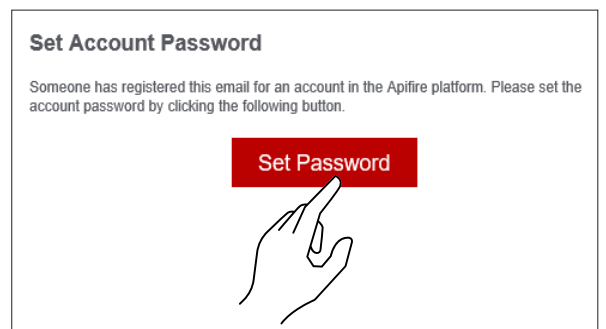 Set Account Password
Someone has registered this email for an account in the Apifire platform. Please set the
account password by clicking the following button.
Set Password